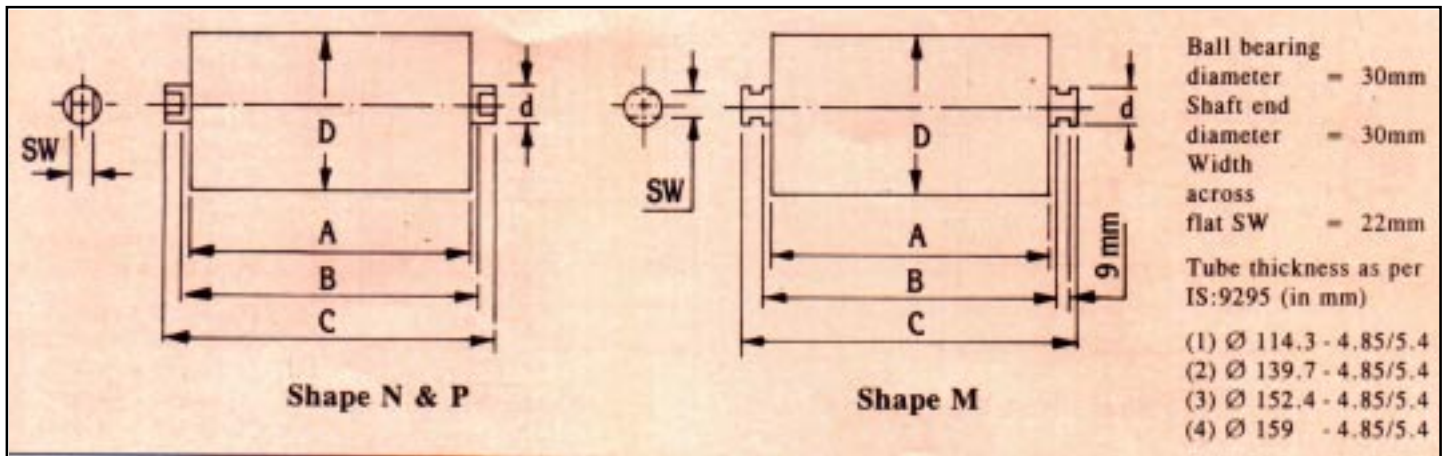 SW
D
d
A
B
C
Shape N & P
SW
D
d
A
B
C
9 mm
Shape M
Ball bearing
diameter = 30mm
Shaft end
diameter = 30mm
Width
across
flat SW = 22mm
Tube thickness as per
IS:9295 (in mm)
(1) Ø 114.3 - 4.85/5.4
(2) Ø 139.7 - 4.85/5.4
(3) Ø 152.4 - 4.85/5.4
(4) Ø 159 - 4.85/5.4